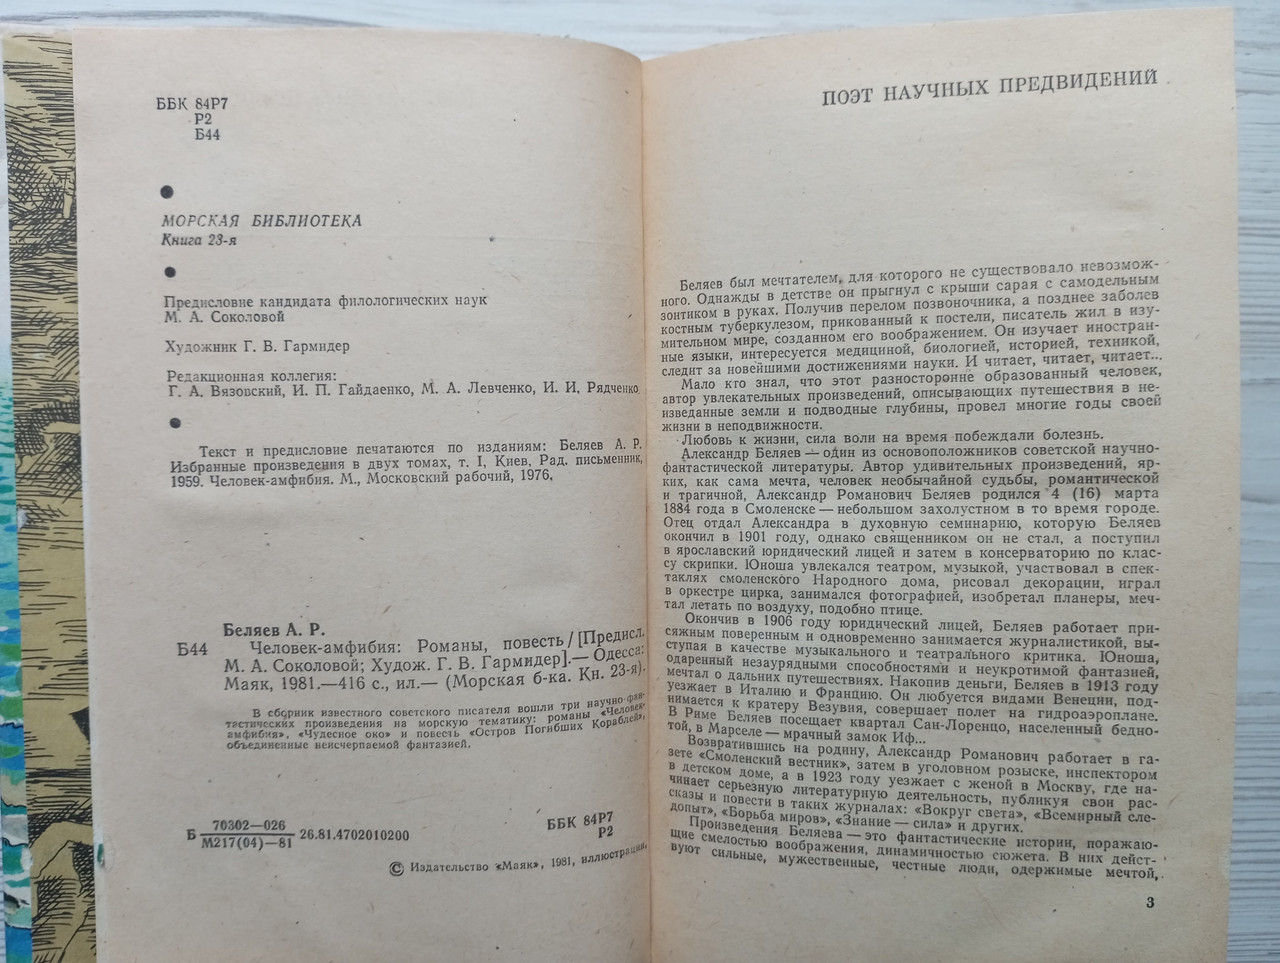 ББК 84Р7
Р2
Б44
МОРСКАЯ БИБЛИОТЕКА
Книга 23-я
Предисловие кандидата филологических наук
М. А. Соколовой
Художник Г. В. Гармидер
Редакционная коллегия:
Г. А. Вязовский, И. П. Гайдаенко, М. А. Левченко, И. И. Рядченко
Текст и предисловие печатаются по изданиям: Беляев А. Р.
Избранные произведения в двух томах, т. I, Киев, Рад. письменник,
1959. Человек-амфибия. М., Московский рабочий, 1976.
Беляев А. Р.
Б44 Человек-амфибия: Романы, повесть / [Предисл.
М. А. Соколовой; Худож. Г. В. Гармидер].— Одесса:
Маяк, 1981.—416 с., ил.— (Морская б-ка. Кн. 23-я).
В сборник известного советского писателя вошли три научно-фан-
тастических произведения на морскую тематику: романы «Человек-
амфибия», «Чудесное око» и повесть «Остров Погибших Кораблей»,
объединенные неисчерпаемой фантазией.
Б 70302—026
М217(04)—81 26.81.4702010200
ББК 84Р7
Р2
© Издательство «Маяк», 1981, иллюстрации.
ПОЭТ НАУЧНЫХ ПРЕДВИДЕНИЙ
Беляев был мечтателем, для которого не существовало невозмож-
ного. Однажды в детстве он прыгнул с крыши сарая с самодельным
зонтиком в руках. Получив перелом позвоночника, а позднее заболев
костным туберкулезом, прикованный к постели, писатель жил в изу-
мительном мире, созданном его воображением. Он изучает иностран-
ные языки, интересуется медициной, биологией, историей, техникой,
следит за новейшими достижениями науки. И читает, читает, читает...
Мало кто знал, что этот разносторонне образованный человек,
автор увлекательных произведений, описывающих путешествия в не-
изведанные земли и подводные глубины, провел многие годы своей
жизни в неподвижности.
Любовь к жизни, сила воли на время побеждали болезнь.
Александр Беляев — один из основоположников советской научно-
фантастической литературы. Автор удивительных произведений, яр-
ких, как сама мечта, человек необычайной судьбы, романтической
и трагичной, Александр Романович Беляев родился 4 (16) марта
1884 года в Смоленске — небольшом захолустном в то время городе.
Отец отдал Александра в духовную семинарию, которую Беляев
окончил в 1901 году, однако священником он не стал, а поступил
в ярославский юридический лицей и затем в консерваторию по клас-
су скрипки. Юноша увлекался театром, музыкой, участвовал в спек-
таклях смоленского Народного дома, рисовал декорации, играл
в оркестре цирка, занимался фотографией, изобретал планеры, меч-
тал летать по воздуху, подобно птице.
Окончив в 1906 году юридический лицей, Беляев работает при-
сяжным поверенным и одновременно занимается журналистикой, вы-
ступая в качестве музыкального и театрального критика. Юноша,
одаренный незаурядными способностями и неукротимой фантазией,
мечтал о дальних путешествиях. Накопив деньги, Беляев в 1913 году
уезжает в Италию и Францию. Он любуется видами Венеции, под-
нимается к кратеру Везувия, совершает полет на гидроаэроплане.
В Риме Беляев посещает квартал Сан-Лоренцо, населенный бедно-
той, в Марселе — мрачный замок Иф...
Возвратившись на родину, Александр Романович работает в га-
зете «Смоленский вестник», затем в уголовном розыске, инспектором
в детском доме, а в 1923 году уезжает с женой в Москву, где на-
чинает серьезную литературную деятельность, публикуя свои рас-
сказы и повести в таких журналах: «Вокруг света», «Всемирный сле-
допыт», «Борьба миров», «Знание — сила» и других.
Произведения Беляева — это фантастические истории, поражаю-
щие смелостью воображения, динамичностью сюжета. В них дейст-
вуют сильные, мужественные, честные люди, одержимые мечтой,
3